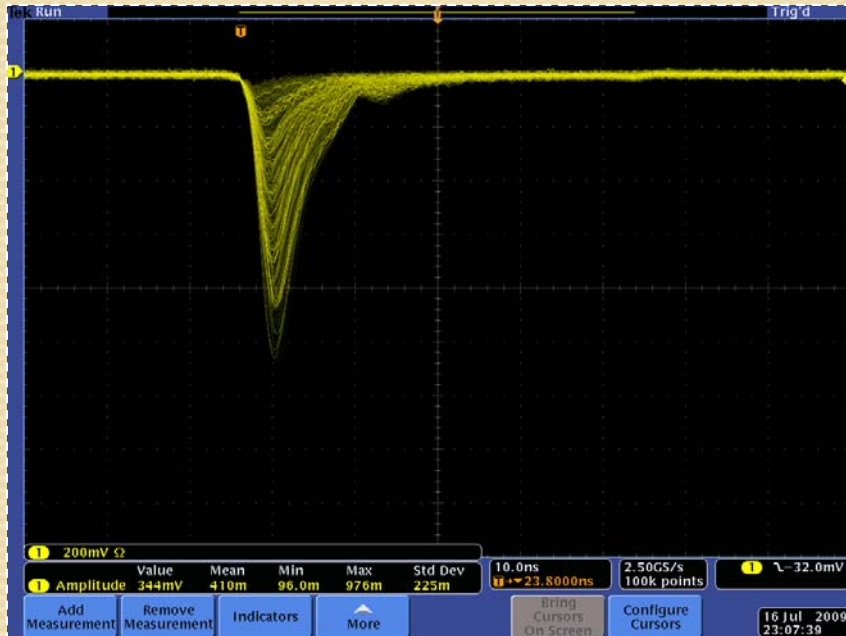 Tek Run Trig'd
T T
1
1 200mV Ω
Value Mean Min Max Std Dev
1 Amplitude 344mV 410m 96.0m 976m 225m
10.0ns
T→▼23.8000ns
2.50GS/s
100k points
1 -32.0mV
Add Measurement
Remove Measurement
Indicators
More
Bring Cursors On Screen
Configure Cursors
16 Jul 2009
23:07:39